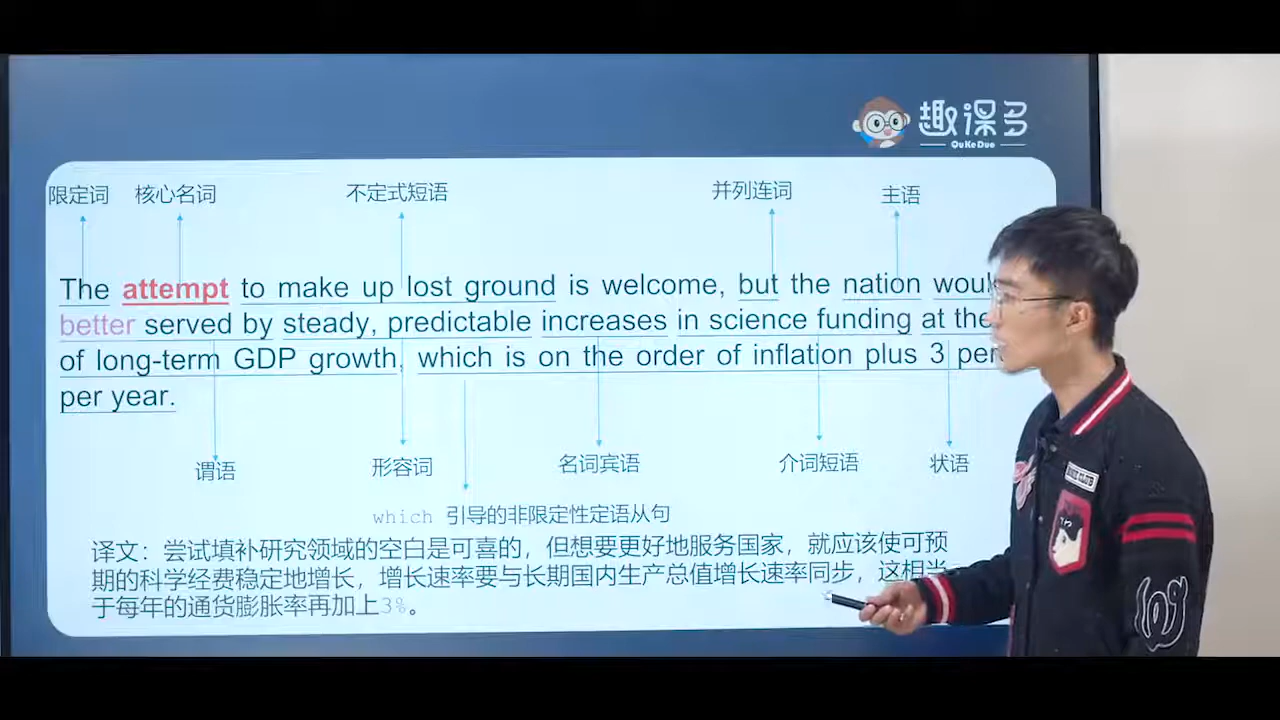 趣课多
QuKeDuo
限定词 核心名词 不定式短语 并列连词 主语
The attempt to make up lost ground is welcome, but the nation woul
better served by steady, predictable increases in science funding at the
of long-term GDP growth, which is on the order of inflation plus 3 per
per year.
谓语 形容词 名词宾语 介词短语 状语
which 引导的非限定性定语从句
译文：尝试填补研究领域的空白是可喜的，但想要更好地服务国家，就应该使可预
期的科学经费稳定地增长，增长速率要与长期国内生产总值增长速率同步，这相当
于每年的通货膨胀率再加上3%。